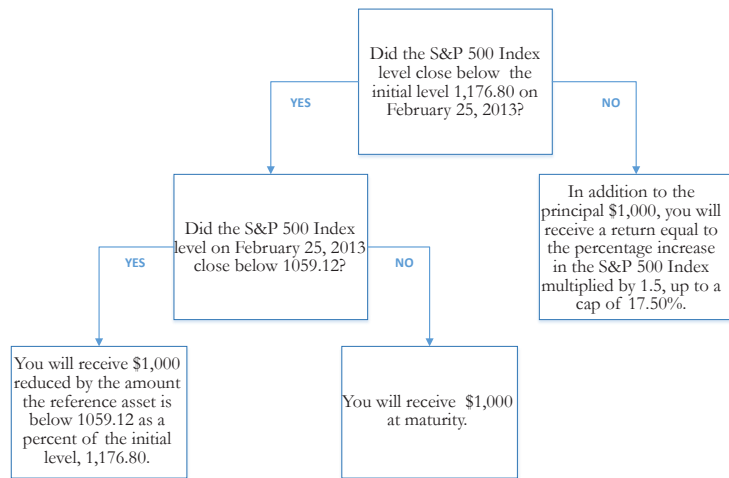 Did the S&P 500 Index
level close below the
initial level 1,176.80 on
February 25, 2013?
YES
NO
Did the S&P 500 Index
level on February 25, 2013
close below 1059.12?
In addition to the
principal $1,000, you will
receive a return equal to
the percentage increase
in the S&P 500 Index
multiplied by 1.5, up to a
cap of 17.50%.
YES
NO
You will receive $1,000
reduced by the amount
the reference asset is
below 1059.12 as a
percent of the initial
level, 1,176.80.
You will receive $1,000
at maturity.